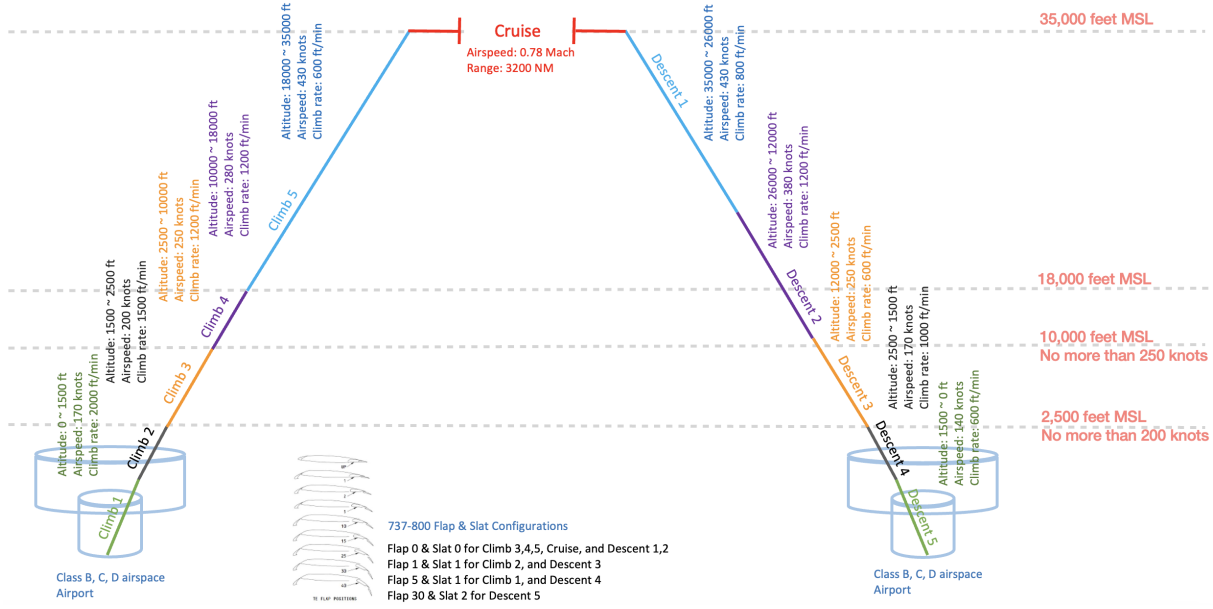 35,000 feet MSL
Cruise
Airspeed: 0.78 Mach
Range: 3200 NM
Altitude: 18000 ~ 35000 ft
Airspeed: 430 knots
Climb rate: 600 ft/min
Climb 5
Altitude: 10000 ~ 18000 ft
Airspeed: 280 knots
Climb rate: 1200 ft/min
Climb 4
Altitude: 2500 ~ 10000 ft
Airspeed: 250 knots
Climb rate: 1200 ft/min
Climb 3
Altitude: 1500 ~ 2500 ft
Airspeed: 200 knots
Climb rate: 1500 ft/min
Climb 2
Altitude: 0 ~ 1500 ft
Airspeed: 170 knots
Climb rate: 2000 ft/min
Climb 1
Descent 1
Altitude: 35000 ~ 26000 ft
Airspeed: 430 knots
Climb rate: 800 ft/min
Descent 2
Altitude: 26000 ~ 12000 ft
Airspeed: 380 knots
Climb rate: 1200 ft/min
Descent 3
Altitude: 12000 ~ 2500 ft
Airspeed: 250 knots
Climb rate: 600 ft/min
Descent 4
Altitude: 2500 ~ 1500 ft
Airspeed: 170 knots
Climb rate: 1000 ft/min
Descent 5
Altitude: 1500 ~ 0 ft
Airspeed: 140 knots
Climb rate: 600 ft/min
18,000 feet MSL
10,000 feet MSL
No more than 250 knots
2,500 feet MSL
No more than 200 knots
Class B, C, D airspace
Airport
UP
1
2
5
10
15
25
30
40
TE FLAP POSITIONS
737-800 Flap & Slat Configurations
Flap 0 & Slat 0 for Climb 3,4,5, Cruise, and Descent 1,2
Flap 1 & Slat 1 for Climb 2, and Descent 3
Flap 5 & Slat 1 for Climb 1, and Descent 4
Flap 30 & Slat 2 for Descent 5
Class B, C, D airspace
Airport